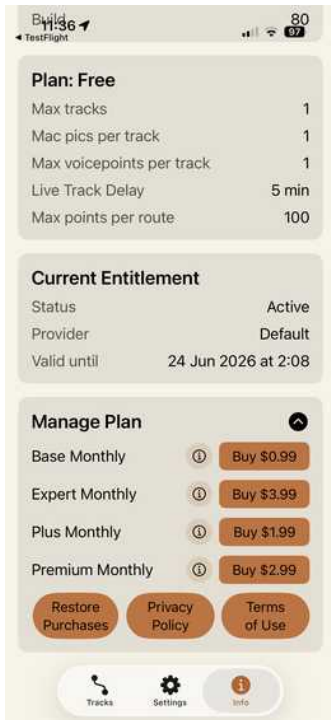 Build 80
11:36
TestFlight
97
Plan: Free
Max tracks 1
Mac pics per track 1
Max voicepoints per track 1
Live Track Delay 5 min
Max points per route 100
Current Entitlement
Status Active
Provider Default
Valid until 24 Jun 2026 at 2:08
Manage Plan
Base Monthly Buy $0.99
Expert Monthly Buy $3.99
Plus Monthly Buy $1.99
Premium Monthly Buy $2.99
Restore Purchases
Privacy Policy
Terms of Use
Tracks Settings Info